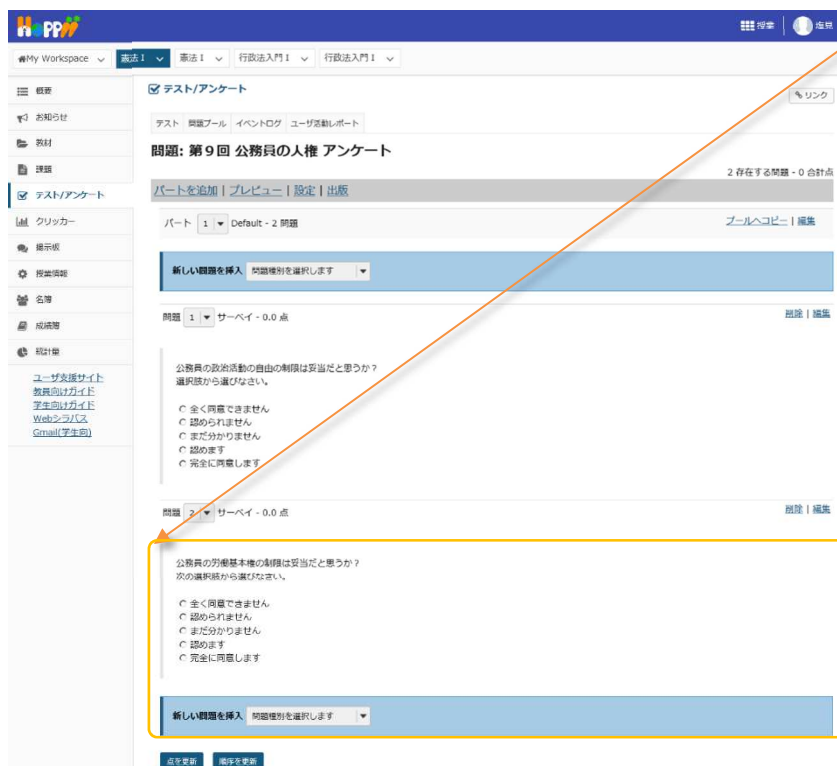 HoPPii
授業
塩見
My Workspace
憲法Ⅰ
憲法Ⅰ
行政法入門Ⅰ
行政法入門Ⅰ
概要
お知らせ
教材
課題
テスト/アンケート
クリッカー
掲示板
授業情報
名簿
成績簿
統計量
ユーザ支援サイト
教員向けガイド
学生向けガイド
Webシラバス
Gmail(学生向)
テスト/アンケート
リンク
テスト 問題プール イベントログ ユーザ活動レポート
問題: 第９回 公務員の人権 アンケート
2 存在する問題 - 0 合計点
パートを追加 | プレビュー | 設定 | 出版
パート 1 Default - 2 問題
プールへコピー | 編集
新しい問題を挿入 問題種別を選択します
問題 1 サーベイ - 0.0 点
削除 | 編集
公務員の政治活動の自由の制限は妥当だと思うか？
選択肢から選びなさい。
全く同意できません
認められません
まだ分かりません
認めます
完全に同意します
問題 2 サーベイ - 0.0 点
削除 | 編集
公務員の労働基本権の制限は妥当だと思うか？
次の選択肢から選びなさい。
全く同意できません
認められません
まだ分かりません
認めます
完全に同意します
新しい問題を挿入 問題種別を選択します
点を更新 順序を更新